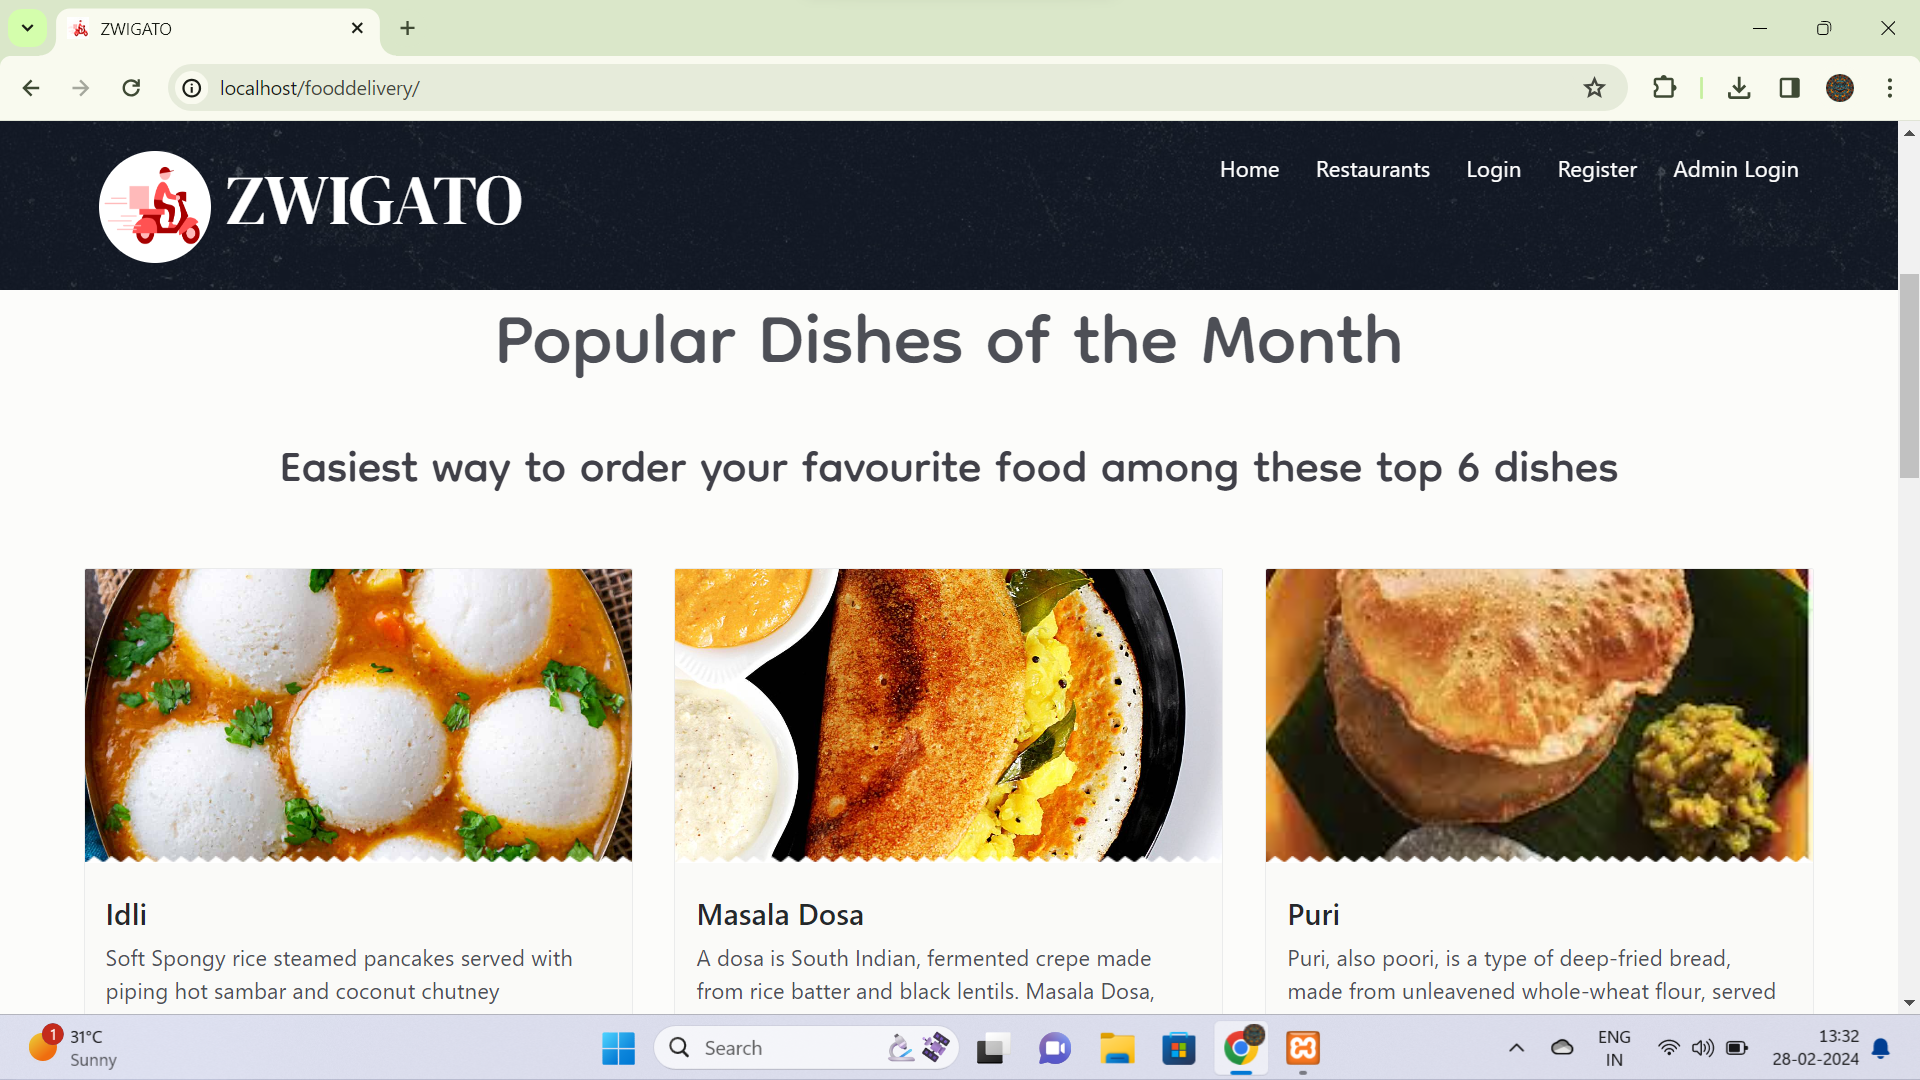 ZWIGATO
localhost/fooddelivery/
ZWIGATO
Home Restaurants Login Register Admin Login
Popular Dishes of the Month
Easiest way to order your favourite food among these top 6 dishes
Idli
Soft Spongy rice steamed pancakes served with
piping hot sambar and coconut chutney
Masala Dosa
A dosa is South Indian, fermented crepe made
from rice batter and black lentils. Masala Dosa,
Puri
Puri, also poori, is a type of deep-fried bread,
made from unleavened whole-wheat flour, served
1
31°C
Sunny
Search
ENG
IN
13:32
28-02-2024